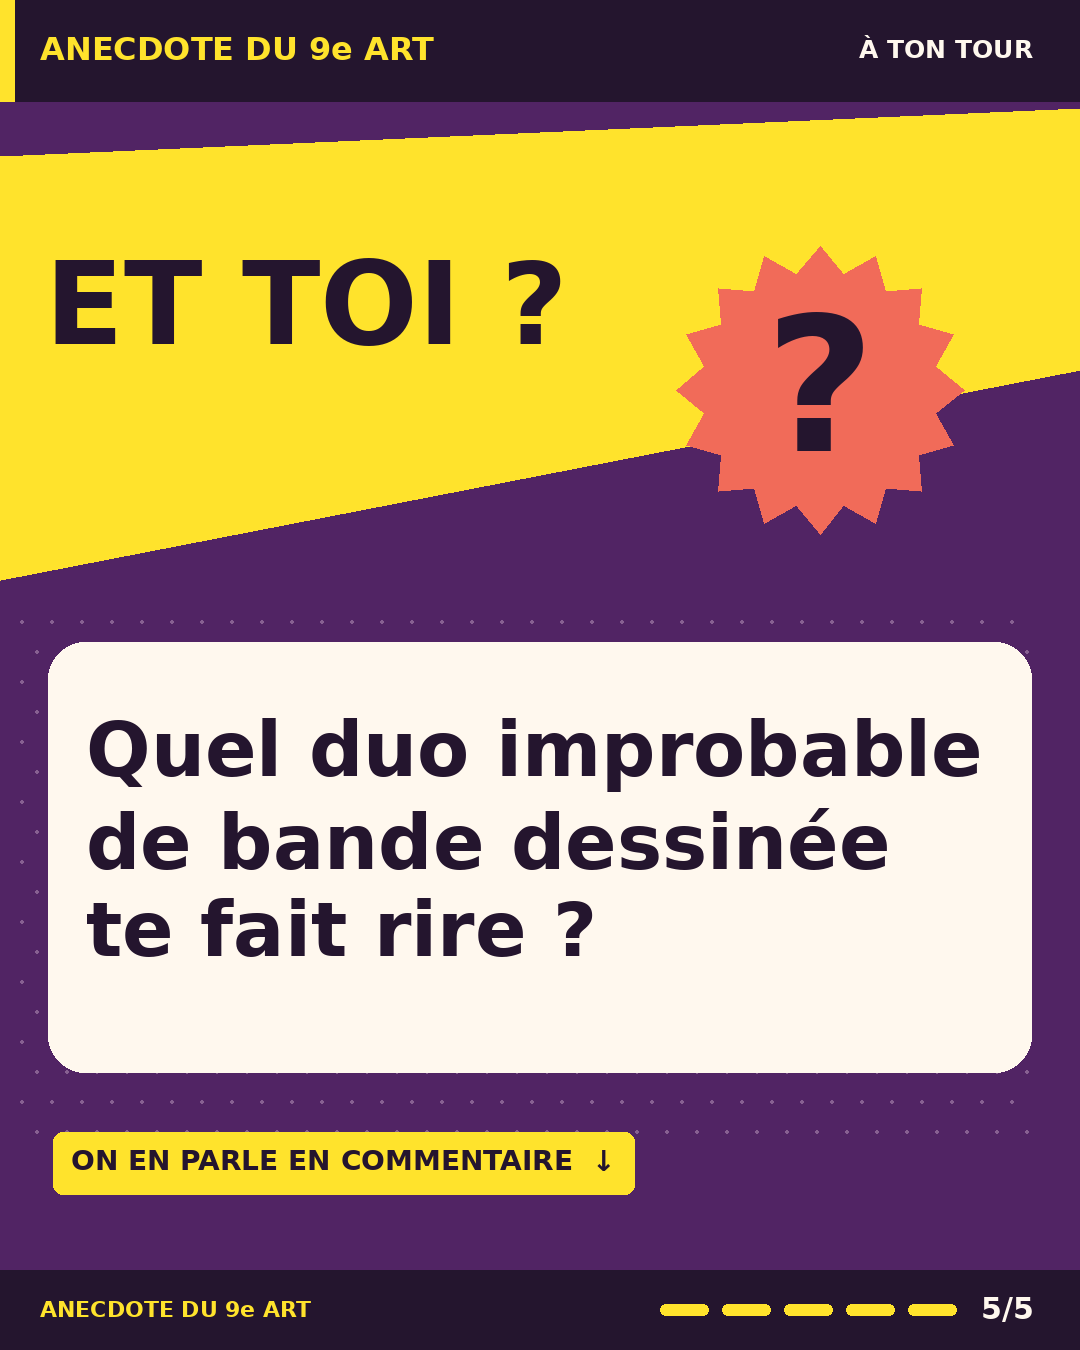 ANECDOTE DU 9e ART
À TON TOUR
ET TOI ?
?
Quel duo improbable
de bande dessinée
te fait rire ?
ON EN PARLE EN COMMENTAIRE ↓
ANECDOTE DU 9e ART
5/5